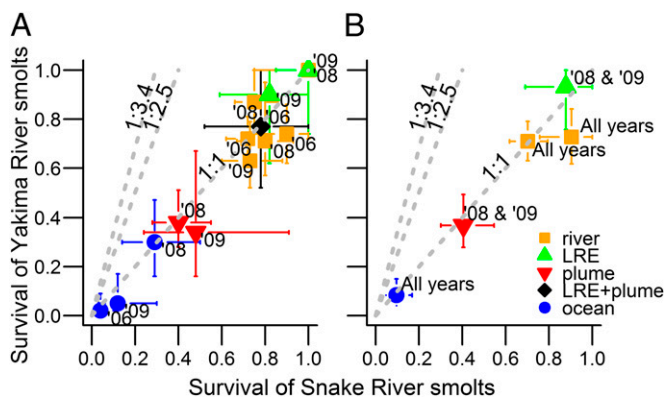 A
B
Survival of Yakima River smolts
1.0
0.8
0.6
0.4
0.2
0.0
1:3.4
1:2.5
1:1
'09
'08
'09
'08
'06
'06
'08
'06
'09
'08
'09
'08
'06
'09
0.0 0.2 0.4 0.6 0.8 1.0
1:3.4
1:2.5
1:1
'08 & '09
All years
All years
'08 & '09
All years
river
LRE
plume
LRE+plume
ocean
0.0 0.2 0.4 0.6 0.8 1.0
Survival of Snake River smolts